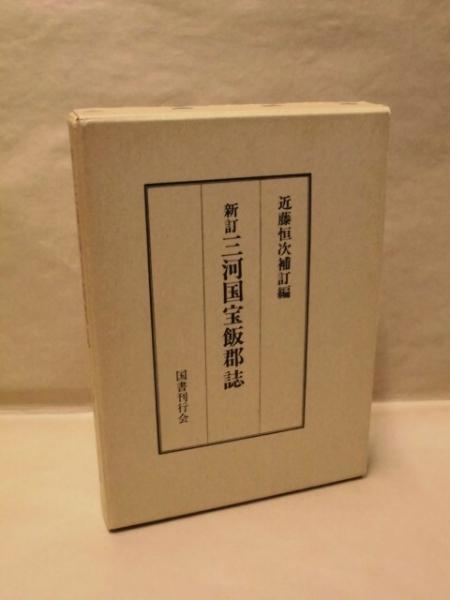 近藤恒次補訂編
新訂 三河国宝飯郡誌
国書刊行会